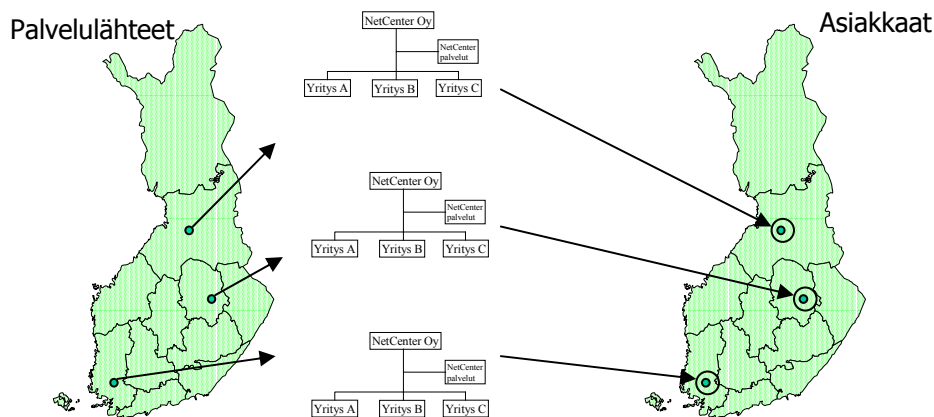 Palvelulähteet
Asiakkaat
NetCenter Oy
NetCenter
palvelut
Yritys A
Yritys B
Yritys C
NetCenter Oy
NetCenter
palvelut
Yritys A
Yritys B
Yritys C
NetCenter Oy
NetCenter
palvelut
Yritys A
Yritys B
Yritys C